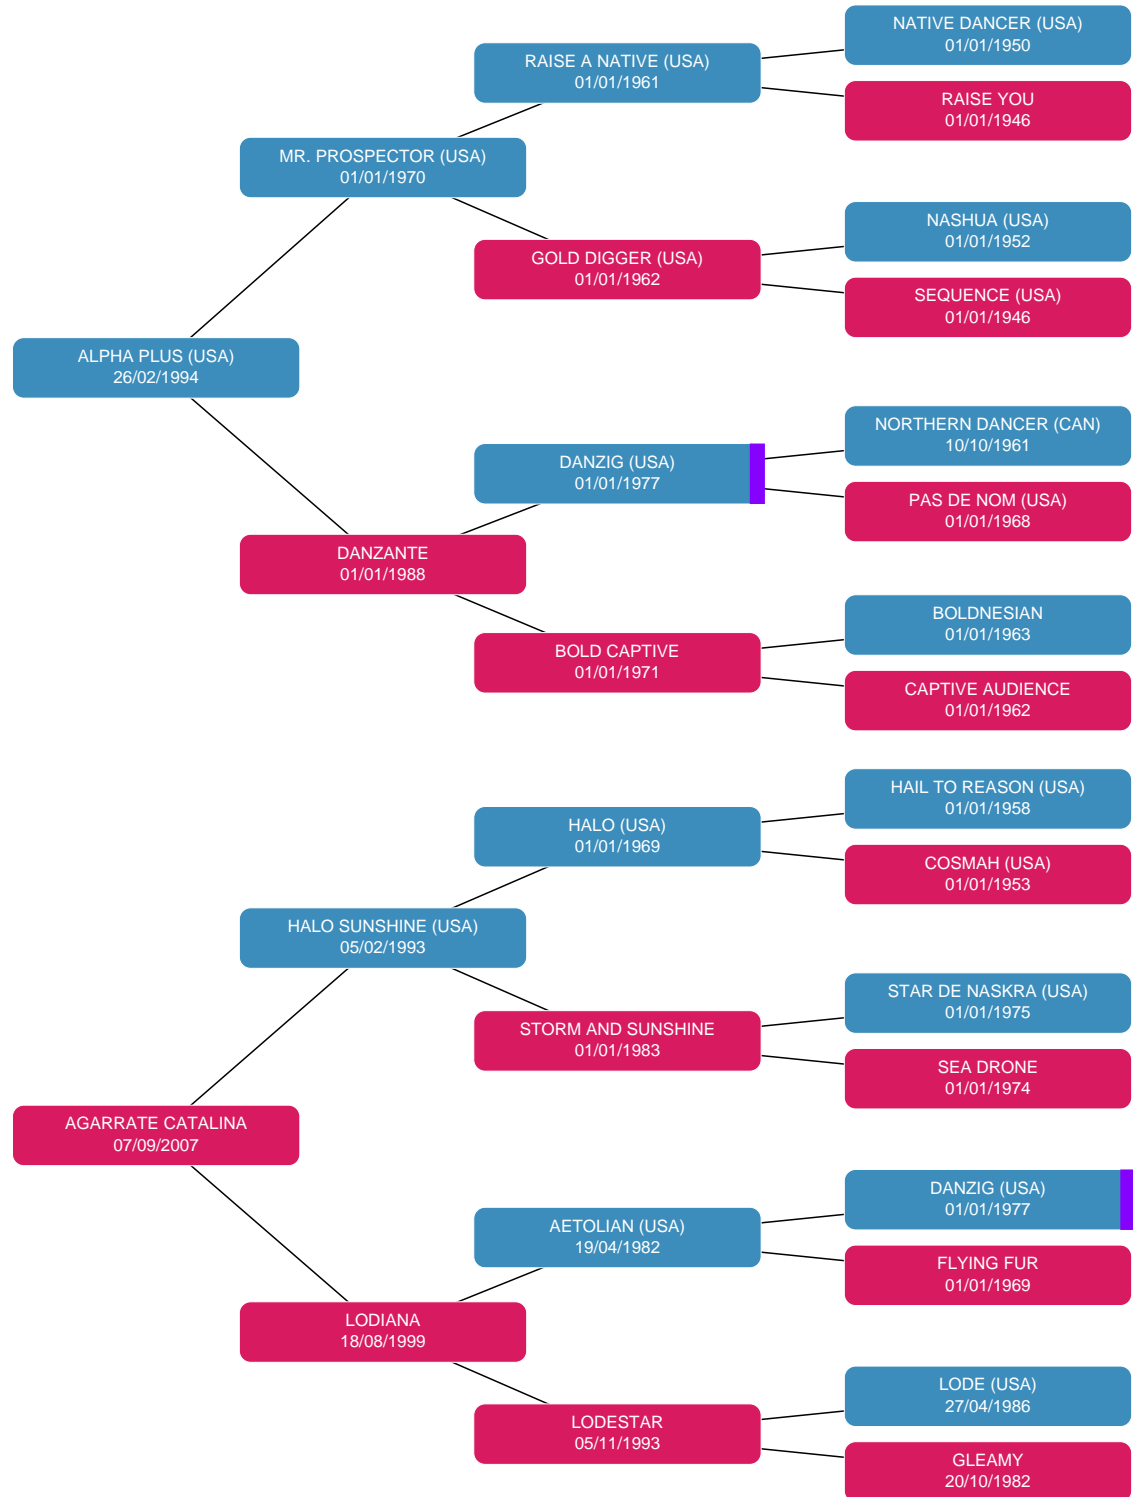 NATIVE DANCER (USA)
01/01/1950
RAISE A NATIVE (USA)
01/01/1961
RAISE YOU
01/01/1946
MR. PROSPECTOR (USA)
01/01/1970
NASHUA (USA)
01/01/1952
GOLD DIGGER (USA)
01/01/1962
SEQUENCE (USA)
01/01/1946
ALPHA PLUS (USA)
26/02/1994
NORTHERN DANCER (CAN)
10/10/1961
DANZIG (USA)
01/01/1977
PAS DE NOM (USA)
01/01/1968
DANZANTE
01/01/1988
BOLDNESIAN
01/01/1963
BOLD CAPTIVE
01/01/1971
CAPTIVE AUDIENCE
01/01/1962
HAIL TO REASON (USA)
01/01/1958
HALO (USA)
01/01/1969
COSMAH (USA)
01/01/1953
HALO SUNSHINE (USA)
05/02/1993
STAR DE NASKRA (USA)
01/01/1975
STORM AND SUNSHINE
01/01/1983
SEA DRONE
01/01/1974
AGARRATE CATALINA
07/09/2007
DANZIG (USA)
01/01/1977
AETOLIAN (USA)
19/04/1982
FLYING FUR
01/01/1969
LODIANA
18/08/1999
LODE (USA)
27/04/1986
LODESTAR
05/11/1993
GLEAMY
20/10/1982